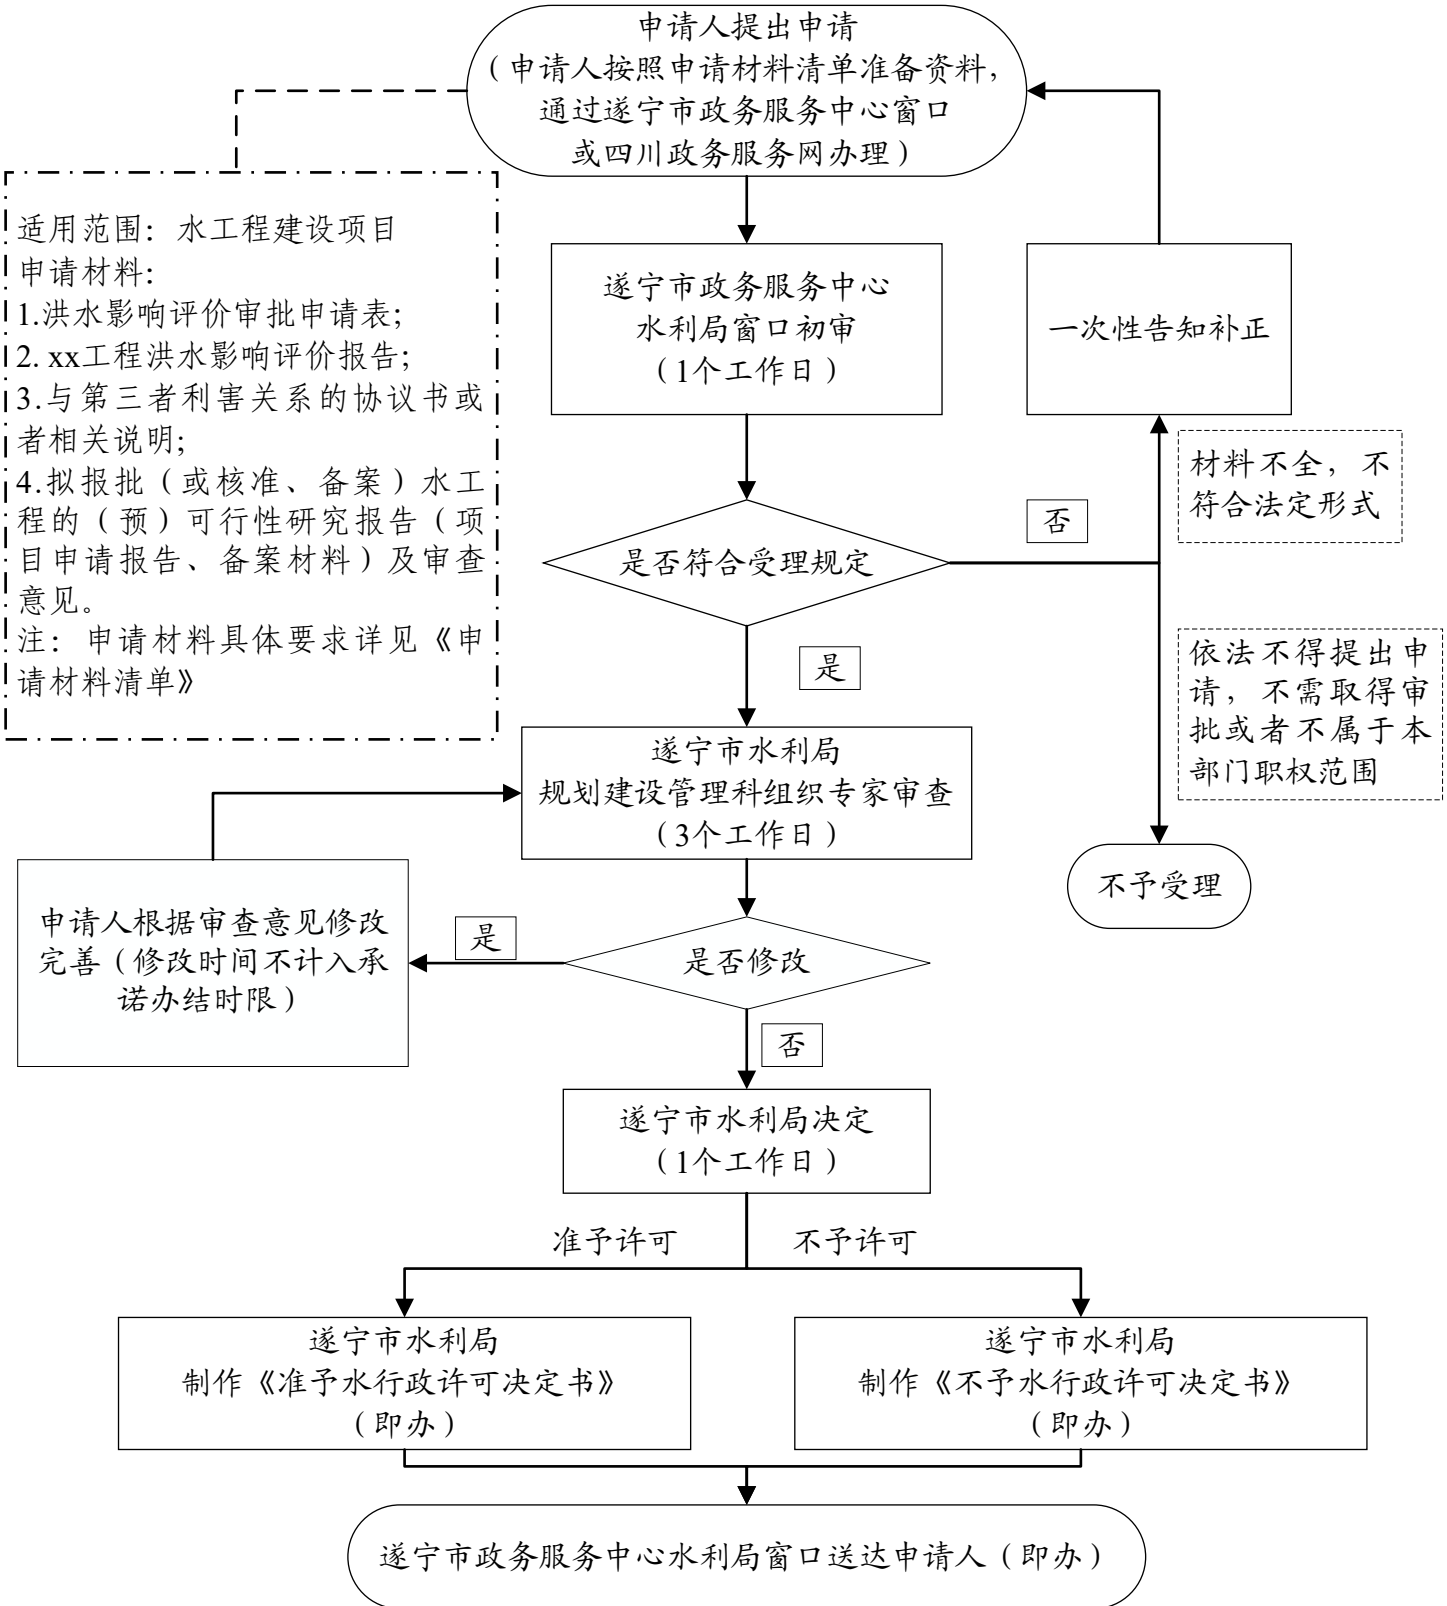 申请人提出申请
（申请人按照申请材料清单准备资料，
通过遂宁市政务服务中心窗口
或四川政务服务网办理）
适用范围：水工程建设项目
申请材料：
1.洪水影响评价审批申请表；
2. xx工程洪水影响评价报告；
3.与第三者利害关系的协议书或
者相关说明；
4.拟报批（或核准、备案）水工
程的（预）可行性研究报告（项
目申请报告、备案材料）及审查
意见。
注：申请材料具体要求详见《申
请材料清单》
遂宁市政务服务中心
水利局窗口初审
（1个工作日）
一次性告知补正
材料不全，不
符合法定形式
否
是否符合受理规定
是
依法不得提出申
请，不需取得审
批或者不属于本
部门职权范围
遂宁市水利局
规划建设管理科组织专家审查
（3个工作日）
不予受理
申请人根据审查意见修改
完善（修改时间不计入承
诺办结时限）
是
是否修改
否
遂宁市水利局决定
（1个工作日）
准予许可
不予许可
遂宁市水利局
制作《准予水行政许可决定书》
（即办）
遂宁市水利局
制作《不予水行政许可决定书》
（即办）
遂宁市政务服务中心水利局窗口送达申请人（即办）